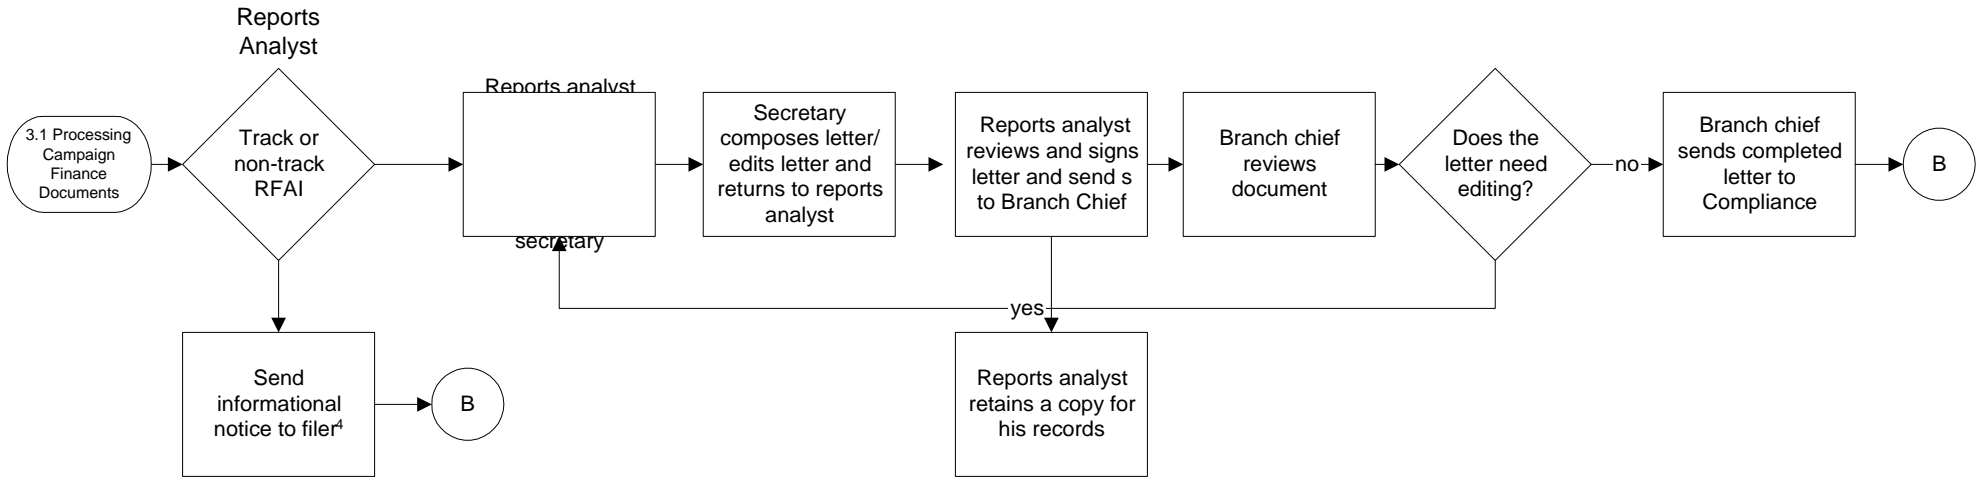 Reports
Analyst
3.1 Processing
Campaign
Finance
Documents
Track or
non-track
RFAI
Reports analyst
secretary
Secretary
composes letter/
edits letter and
returns to reports
analyst
Reports analyst
reviews and signs
letter and send s
to Branch Chief
Branch chief
reviews
document
Does the
letter need
editing?
no
Branch chief
sends completed
letter to
Compliance
B
yes
Send
informational
notice to filer⁴
B
Reports analyst
retains a copy for
his records